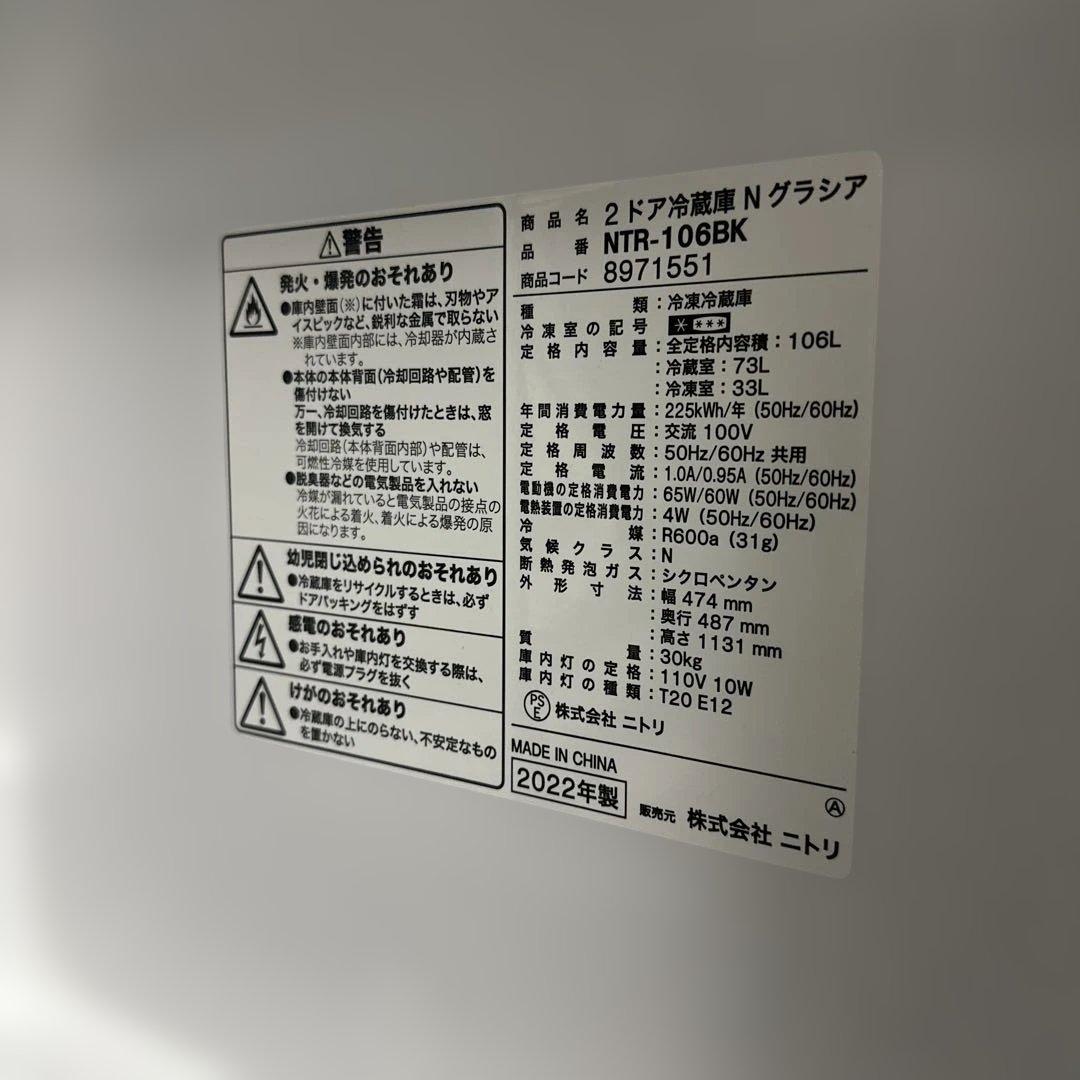 警告
発火・爆発のおそれあり
●庫内壁面(※)に付いた霜は、刃物やア
イスピックなど、鋭利な金属で取らない
※庫内壁面内部には、冷却器が内蔵さ
れています。
●本体の本体背面(冷却回路や配管)を
傷付けない
万一、冷却回路を傷付けたときは、窓
を開けて換気する
冷却回路(本体背面内部)や配管は、
可燃性冷媒を使用しています。
●脱臭器などの電気製品を入れない
冷媒が漏れていると電気製品の接点の
火花による着火、着火による爆発の原
因になります。
幼児閉じ込められのおそれあり
●冷蔵庫をリサイクルするときは、必ず
ドアパッキングをはずす
感電のおそれあり
●お手入れや庫内灯を交換する際は、
必ず電源プラグを抜く
けがのおそれあり
●冷蔵庫の上にのらない、不安定なもの
を置かない
商品名 2ドア冷蔵庫 N グラシア
品番 NTR-106BK
商品コード 8971551
種類:冷凍冷蔵庫
冷凍室の記号 * ***
定格内容量:全定格内容積:106L
:冷蔵室:73L
:冷凍室:33L
年間消費電力量:225kWh/年 (50Hz/60Hz)
定格電圧:交流 100V
定格周波数:50Hz/60Hz 共用
定格電流:1.0A/0.95A (50Hz/60Hz)
電動機の定格消費電力:65W/60W (50Hz/60Hz)
電熱装置の定格消費電力:4W (50Hz/60Hz)
冷媒:R600a (31g)
気候クラス:N
断熱発泡ガス:シクロペンタン
外形寸法:幅 474 mm
:奥行 487 mm
:高さ 1131 mm
質量:30kg
庫内灯の定格:110V 10W
庫内灯の種類:T20 E12
PSE 株式会社 ニトリ
MADE IN CHINA
2022年製
Ⓐ
販売元 株式会社 ニトリ